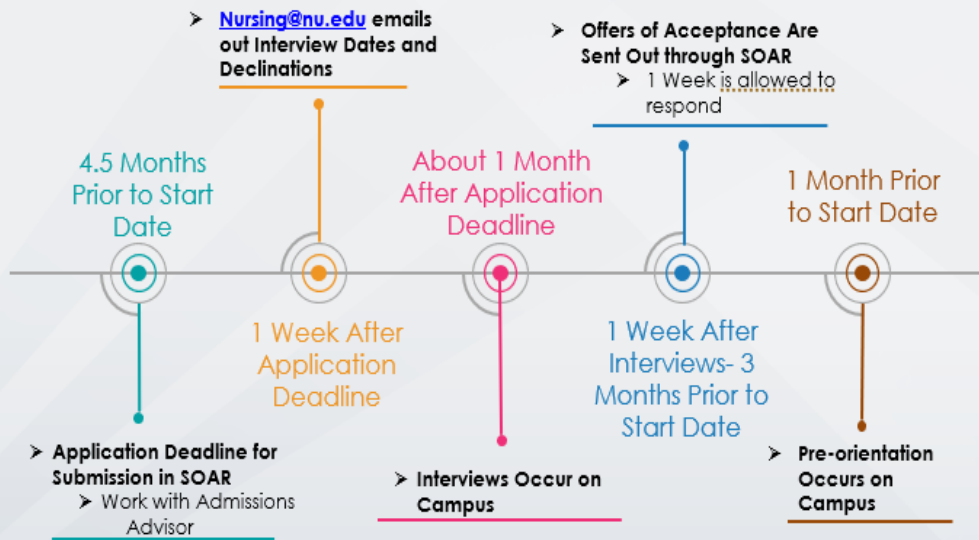 ➤ Nursing@nu.edu emails
out Interview Dates and
Declinations
➤ Offers of Acceptance Are
Sent Out through SOAR
➤ 1 Week is allowed to
respond
4.5 Months
Prior to Start
Date
About 1 Month
After Application
Deadline
1 Month Prior
to Start Date
1 Week After
Application
Deadline
1 Week After
Interviews- 3
Months Prior to
Start Date
➤ Application Deadline for
Submission in SOAR
➤ Work with Admissions
Advisor
➤ Interviews Occur on
Campus
➤ Pre-orientation
Occurs on
Campus